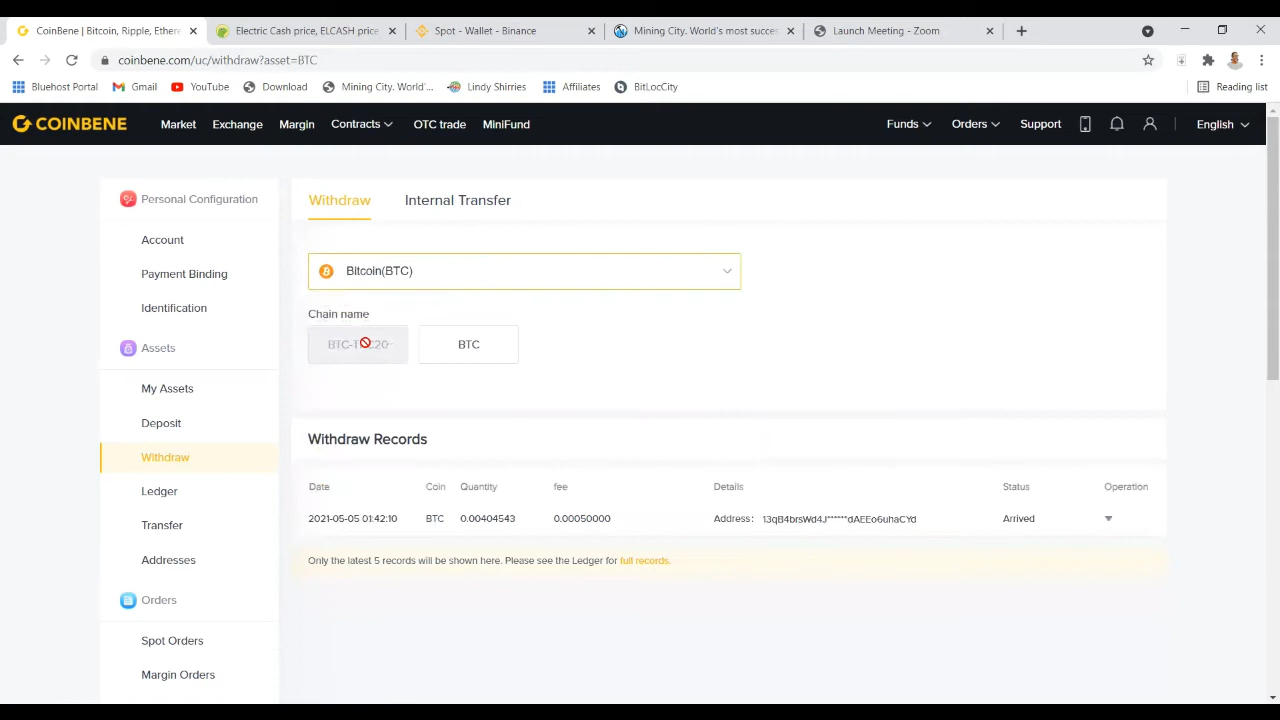 CoinBene | Bitcoin, Ripple, Ethere
Electric Cash price, ELCASH price
Spot - Wallet - Binance
Mining City. World's most succes
Launch Meeting - Zoom
coinbene.com/uc/withdraw?asset=BTC
Bluehost Portal
Gmail
YouTube
Download
Mining City. World'...
Lindy Shirries
Affiliates
BitLocCity
Reading list
COINBENE
Market
Exchange
Margin
Contracts
OTC trade
MiniFund
Funds
Orders
Support
English
Personal Configuration
Account
Payment Binding
Identification
Assets
My Assets
Deposit
Withdraw
Ledger
Transfer
Addresses
Orders
Spot Orders
Margin Orders
Withdraw
Internal Transfer
Bitcoin(BTC)
Chain name
BTC
Withdraw Records
Date Coin Quantity fee Details Status Operation
2021-05-05 01:42:10 BTC 0.00404543 0.00050000 Address: 13qB4brsWd4J******dAEEo6uhaCYd Arrived
Only the latest 5 records will be shown here. Please see the Ledger for full records.